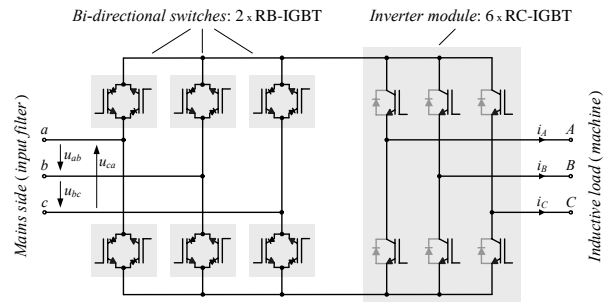 Bi-directional switches: 2 x RB-IGBT
Inverter module: 6 x RC-IGBT
Mains side (input filter)
a
u_ab
u_ca
b
u_bc
c
i_A
A
i_B
B
i_C
C
Inductive load (machine)